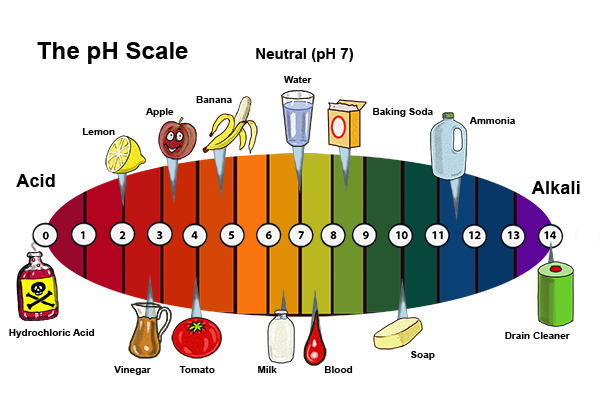 The pH Scale
Neutral (pH 7)
Water
Banana
Apple
Baking Soda
Ammonia
Lemon
Acid
Alkali
0 1 2 3 4 5 6 7 8 9 10 11 12 13 14
Hydrochloric Acid
Vinegar
Tomato
Milk
Blood
Soap
Drain Cleaner